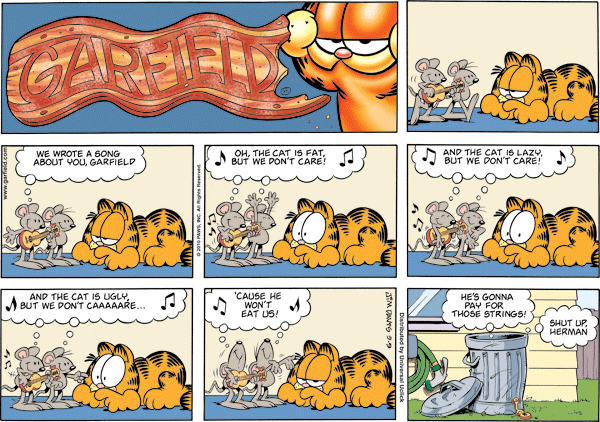 GARFIELD
www.garfield.com
WE WROTE A SONG
ABOUT YOU, GARFIELD
© 2010 PAWS, INC. All Rights Reserved.
OH, THE CAT IS FAT,
BUT WE DON'T CARE!
AND THE CAT IS LAZY,
BUT WE DON'T CARE!
AND THE CAT IS UGLY,
BUT WE DON'T CAAAAARE...
'CAUSE HE
WON'T
EAT US!
JIM DAVIS 9-5
Distributed by Universal Uclick
HE'S GONNA
PAY FOR
THOSE STRINGS!
SHUT UP,
HERMAN